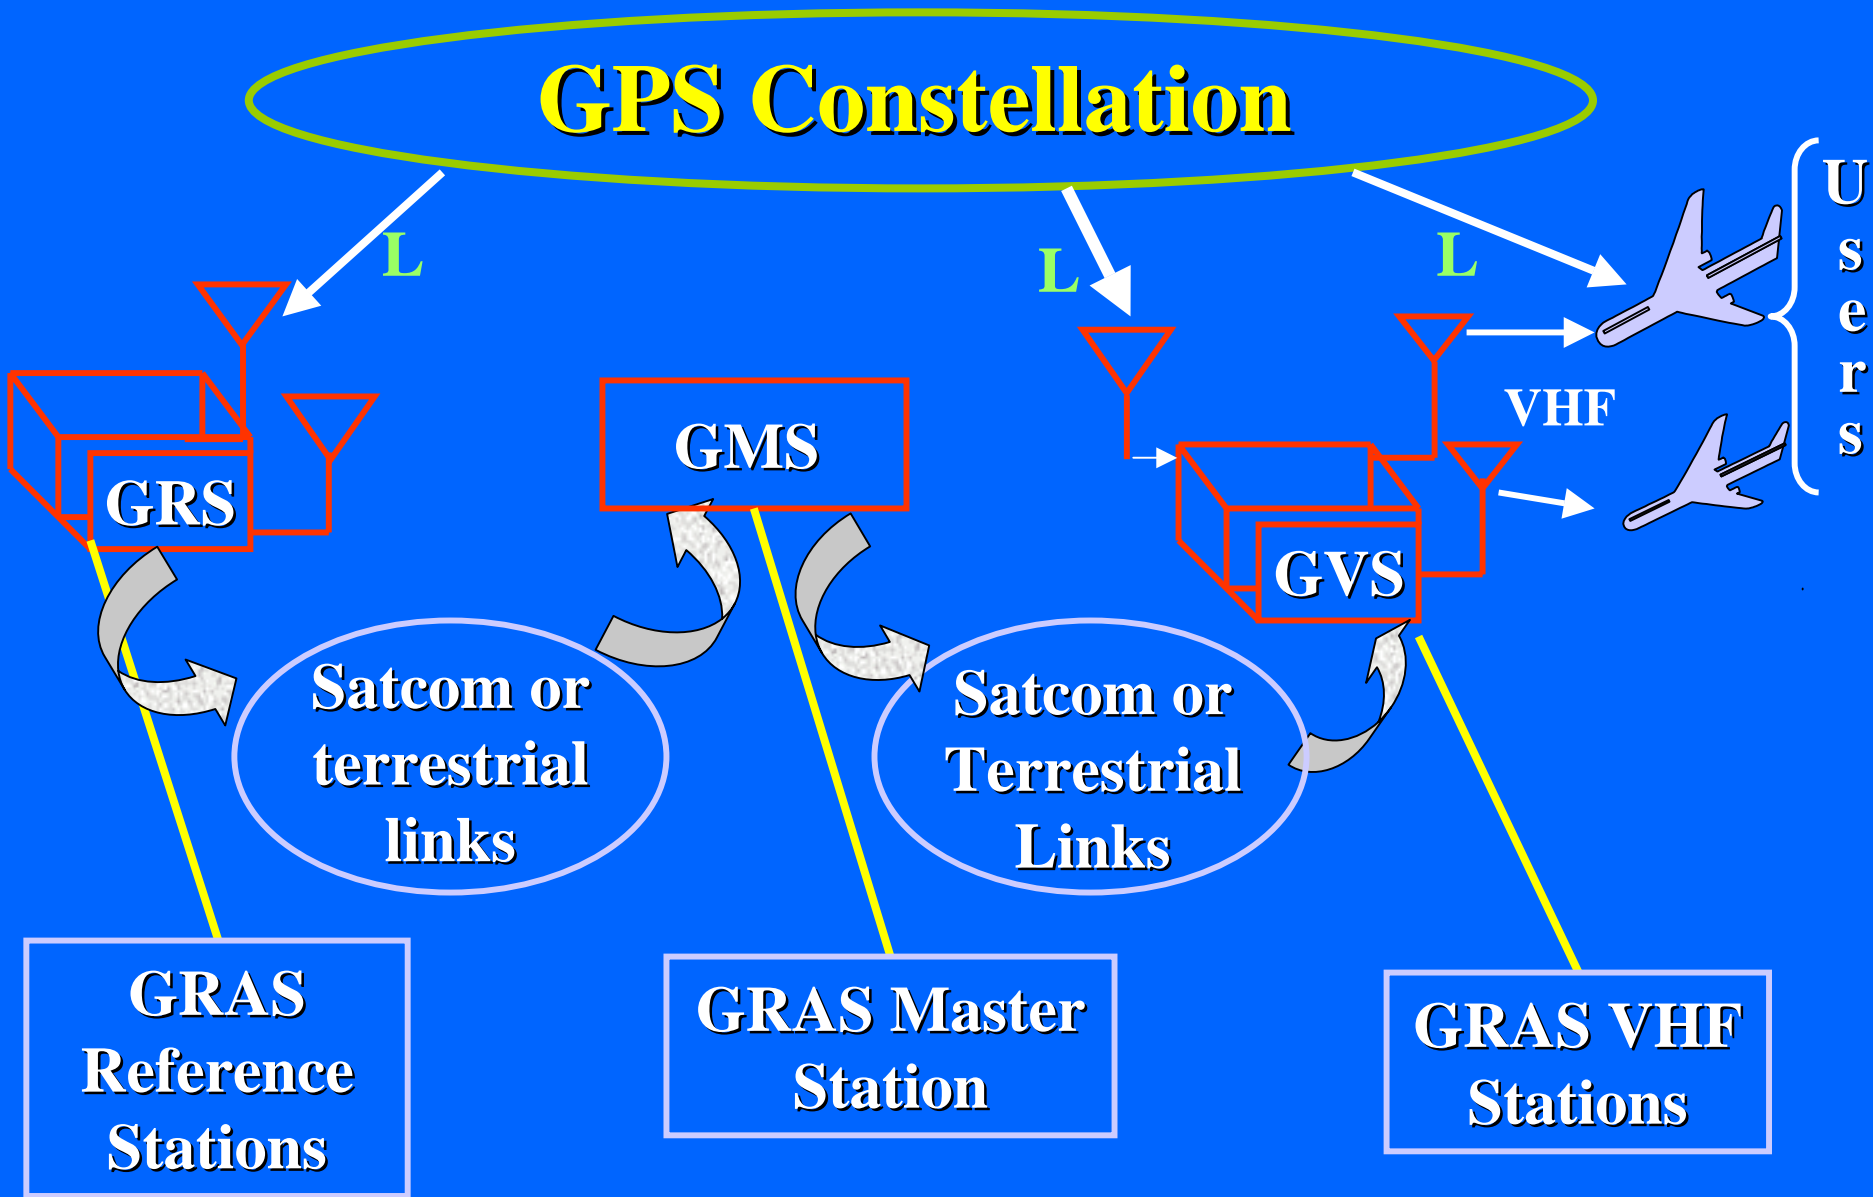 GPS Constellation
L
L
L
Users
VHF
GRS
GMS
GVS
Satcom or
terrestrial
links
Satcom or
Terrestrial
Links
GRAS
Reference
Stations
GRAS Master
Station
GRAS VHF
Stations